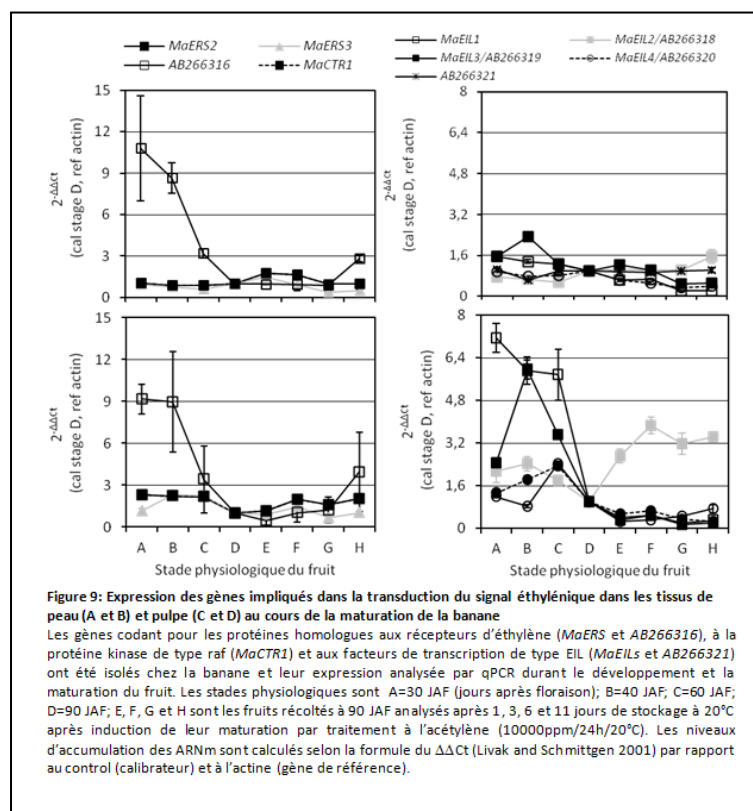 MaERS2 MaERS3
AB266316 MaCTR1
MaEIL1 MaEIL2/AB266318
MaEIL3/AB266319 MaEIL4/AB266320
AB266321
15
12
9
6
3
0
2-ΔΔCt
(cal stage D, ref actin)
8
6,4
4,8
3,2
1,6
0
2-ΔΔCt
(cal stage D, ref actin)
15
12
9
6
3
0
2-ΔΔCt
(cal stage D, ref actin)
A B C D E F G H
Stade physiologique du fruit
8
6,4
4,8
3,2
1,6
0
2-ΔΔCt
(cal stage D, ref actin)
A B C D E F G H
Stade physiologique du fruit
Figure 9: Expression des gènes impliqués dans la transduction du signal éthylénique dans les tissus de
peau (A et B) et pulpe (C et D) au cours de la maturation de la banane
Les gènes codant pour les protéines homologues aux récepteurs d'éthylène (MaERS et AB266316), à la
protéine kinase de type raf (MaCTR1) et aux facteurs de transcription de type EIL (MaEILs et AB266321)
ont été isolés chez la banane et leur expression analysée par qPCR durant le développement et la
maturation du fruit. Les stades physiologiques sont A=30 JAF (jours après floraison); B=40 JAF; C=60 JAF;
D=90 JAF; E, F, G et H sont les fruits récoltés à 90 JAF analysés après 1, 3, 6 et 11 jours de stockage à 20°C
après induction de leur maturation par traitement à l'acétylène (10000ppm/24h/20°C). Les niveaux
d'accumulation des ARNm sont calculés selon la formule du ΔΔCt (Livak and Schmittgen 2001) par rapport
au control (calibrateur) et à l'actine (gène de référence).